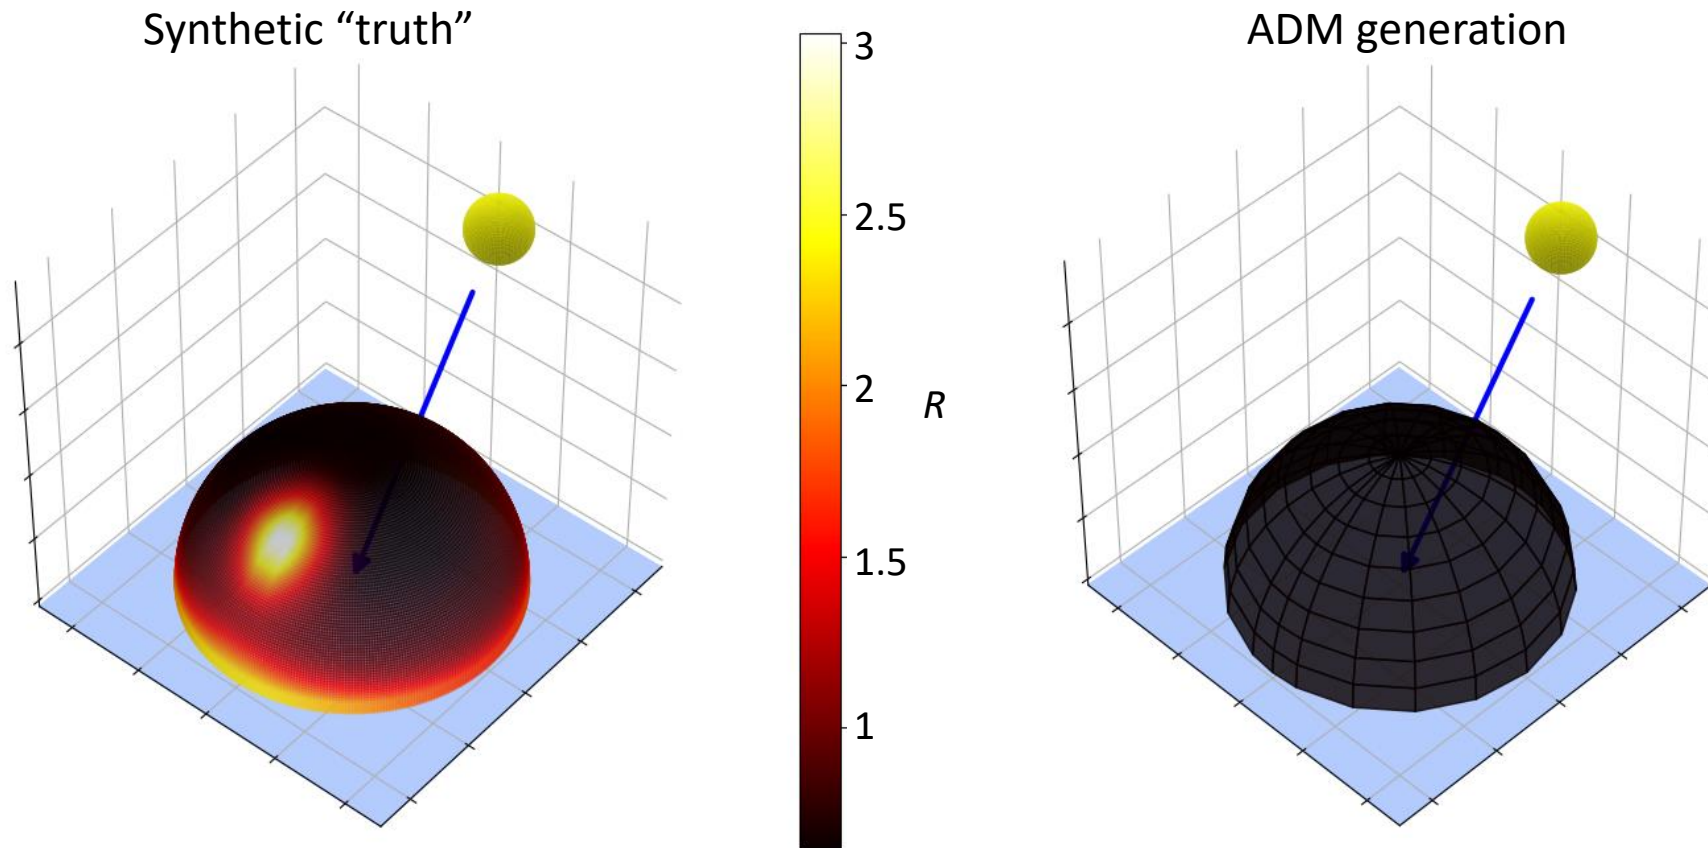 Synthetic “truth”
ADM generation
3
2.5
2
R
1.5
1